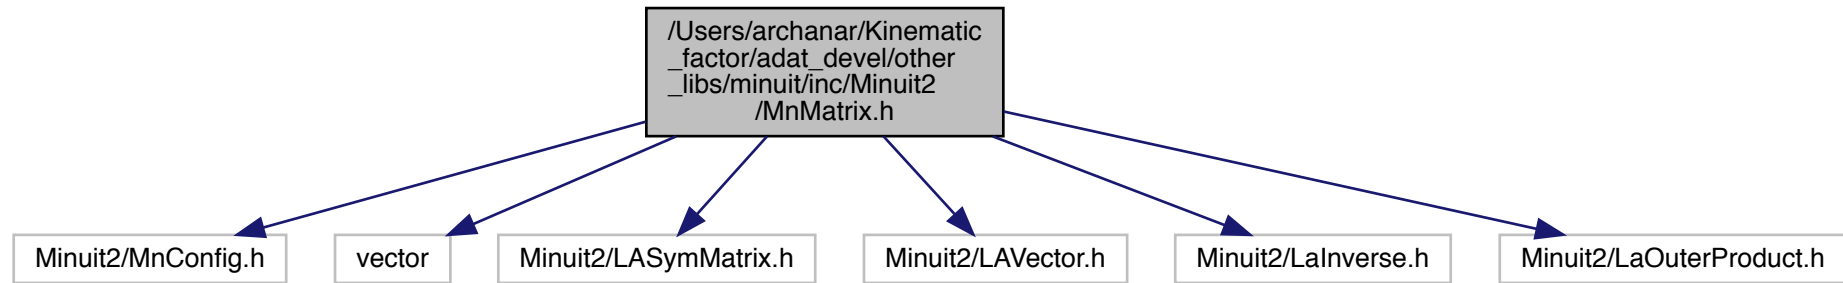 /Users/archanar/Kinematic
_factor/adat_devel/other
_libs/minuit/inc/Minuit2
/MnMatrix.h
Minuit2/MnConfig.h
vector
Minuit2/LASymMatrix.h
Minuit2/LAVector.h
Minuit2/LaInverse.h
Minuit2/LaOuterProduct.h